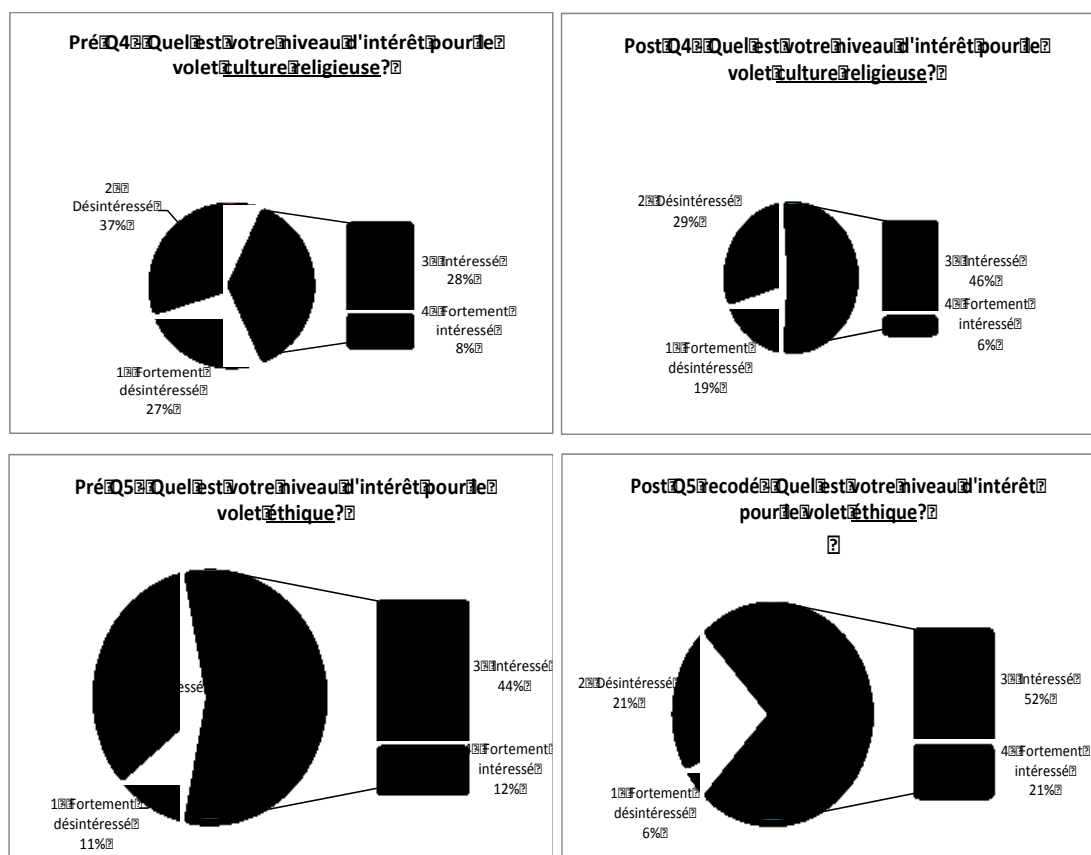 Pré Q4 - Quel est votre niveau d'intérêt pour le
volet culture religieuse?
2 -
Désintéressé
37%
3 - Intéressé
28%
4 - Fortement
intéressé
8%
1 - Fortement
désintéressé
27%
Post Q4 - Quel est votre niveau d'intérêt pour le
volet culture religieuse?
2 - Désintéressé
29%
3 - Intéressé
46%
4 - Fortement
intéressé
6%
1 - Fortement
désintéressé
19%
Pré Q5 - Quel est votre niveau d'intérêt pour le
volet éthique?
3 - Intéressé
44%
4 - Fortement
intéressé
12%
1 - Fortement
désintéressé
11%
Post Q5 recodé - Quel est votre niveau d'intérêt
pour le volet éthique?
2 - Désintéressé
21%
3 - Intéressé
52%
4 - Fortement
intéressé
21%
1 - Fortement
désintéressé
6%